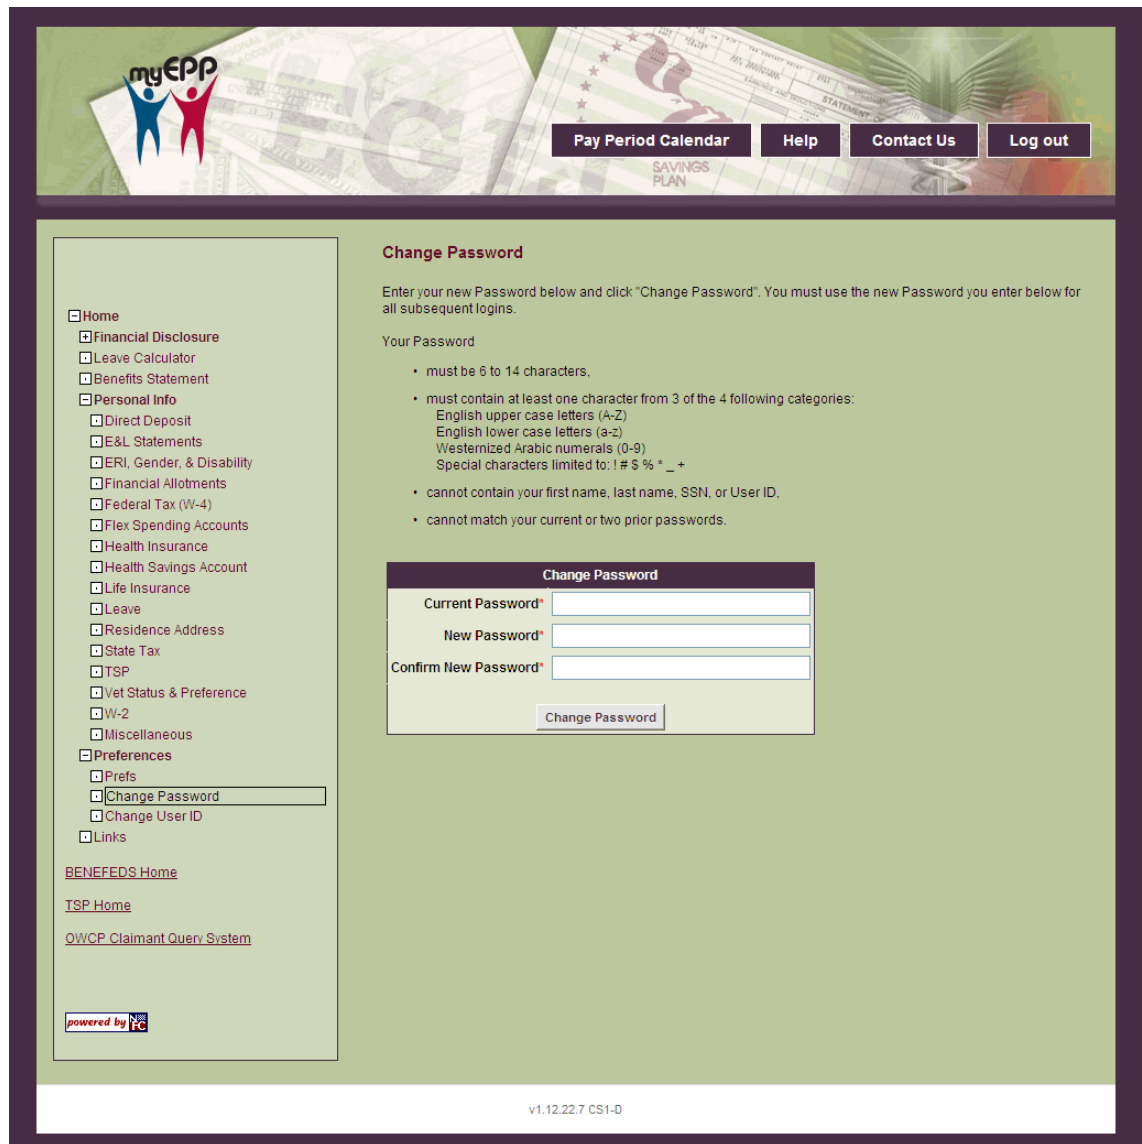 myEPP
Pay Period Calendar
Help
Contact Us
Log out
SAVINGS
PLAN
Home
Financial Disclosure
Leave Calculator
Benefits Statement
Personal Info
Direct Deposit
E&L Statements
ERI, Gender, & Disability
Financial Allotments
Federal Tax (W-4)
Flex Spending Accounts
Health Insurance
Health Savings Account
Life Insurance
Leave
Residence Address
State Tax
TSP
Vet Status & Preference
W-2
Miscellaneous
Preferences
Prefs
Change Password
Change User ID
Links
BENEFEDS Home
TSP Home
OWCP Claimant Query System
powered by NFC
Change Password
Enter your new Password below and click "Change Password". You must use the new Password you enter below for
all subsequent logins.
Your Password
• must be 6 to 14 characters,
• must contain at least one character from 3 of the 4 following categories:
English upper case letters (A-Z)
English lower case letters (a-z)
Westernized Arabic numerals (0-9)
Special characters limited to: ! # $ % * _ +
• cannot contain your first name, last name, SSN, or User ID,
• cannot match your current or two prior passwords.
Change Password
Current Password*
New Password*
Confirm New Password*
Change Password
v1.12.22.7 CS1-D